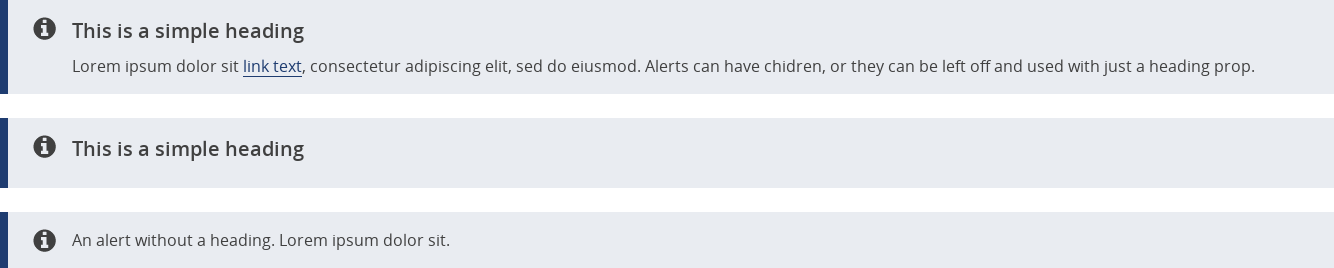 This is a simple heading
Lorem ipsum dolor sit link text, consectetur adipiscing elit, sed do eiusmod. Alerts can have chidren, or they can be left off and used with just a heading prop.
This is a simple heading
An alert without a heading. Lorem ipsum dolor sit.